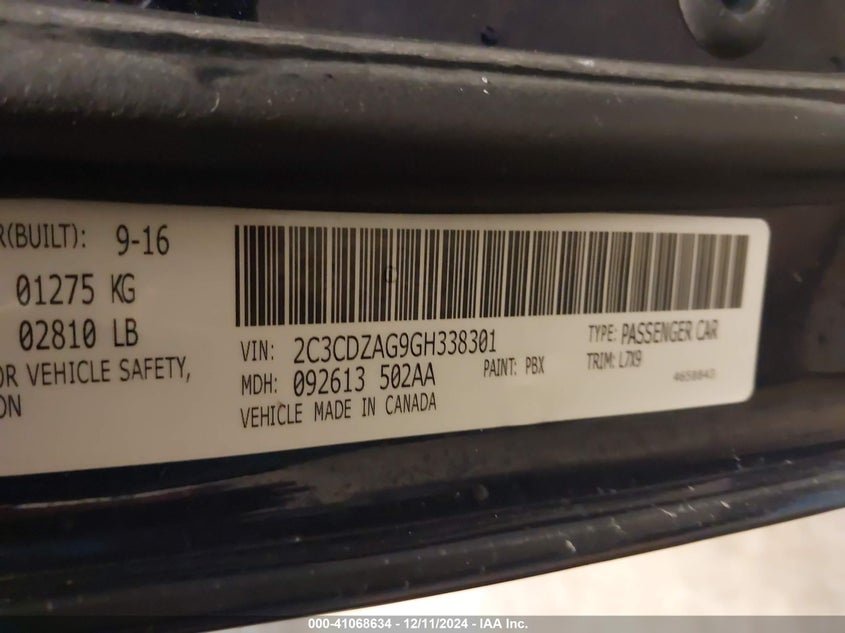 R(BUILT): 9-16
01275 KG
02810 LB
OR VEHICLE SAFETY,
ON
VIN: 2C3CDZAG9GH338301
TYPE: PASSENGER CAR
MDH: 092613 502AA
PAINT: PBX
TRIM: L7X9
VEHICLE MADE IN CANADA
4658843
000-41068634 - 12/11/2024 - IAA Inc.